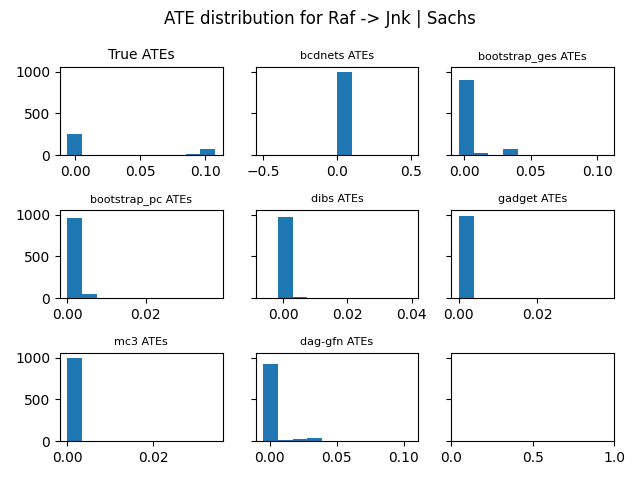 ATE distribution for Raf -> Jnk | Sachs
True ATEs
bcdnets ATEs
bootstrap_ges ATEs
1000
500
0
0.00 0.05 0.10
−0.5 0.0 0.5
0.00 0.05 0.10
bootstrap_pc ATEs
dibs ATEs
gadget ATEs
1000
500
0
0.00 0.02
0.00 0.02 0.04
0.00 0.02
mc3 ATEs
dag-gfn ATEs
1000
500
0
0.00 0.02
0.00 0.05 0.10
0.0 0.5 1.0